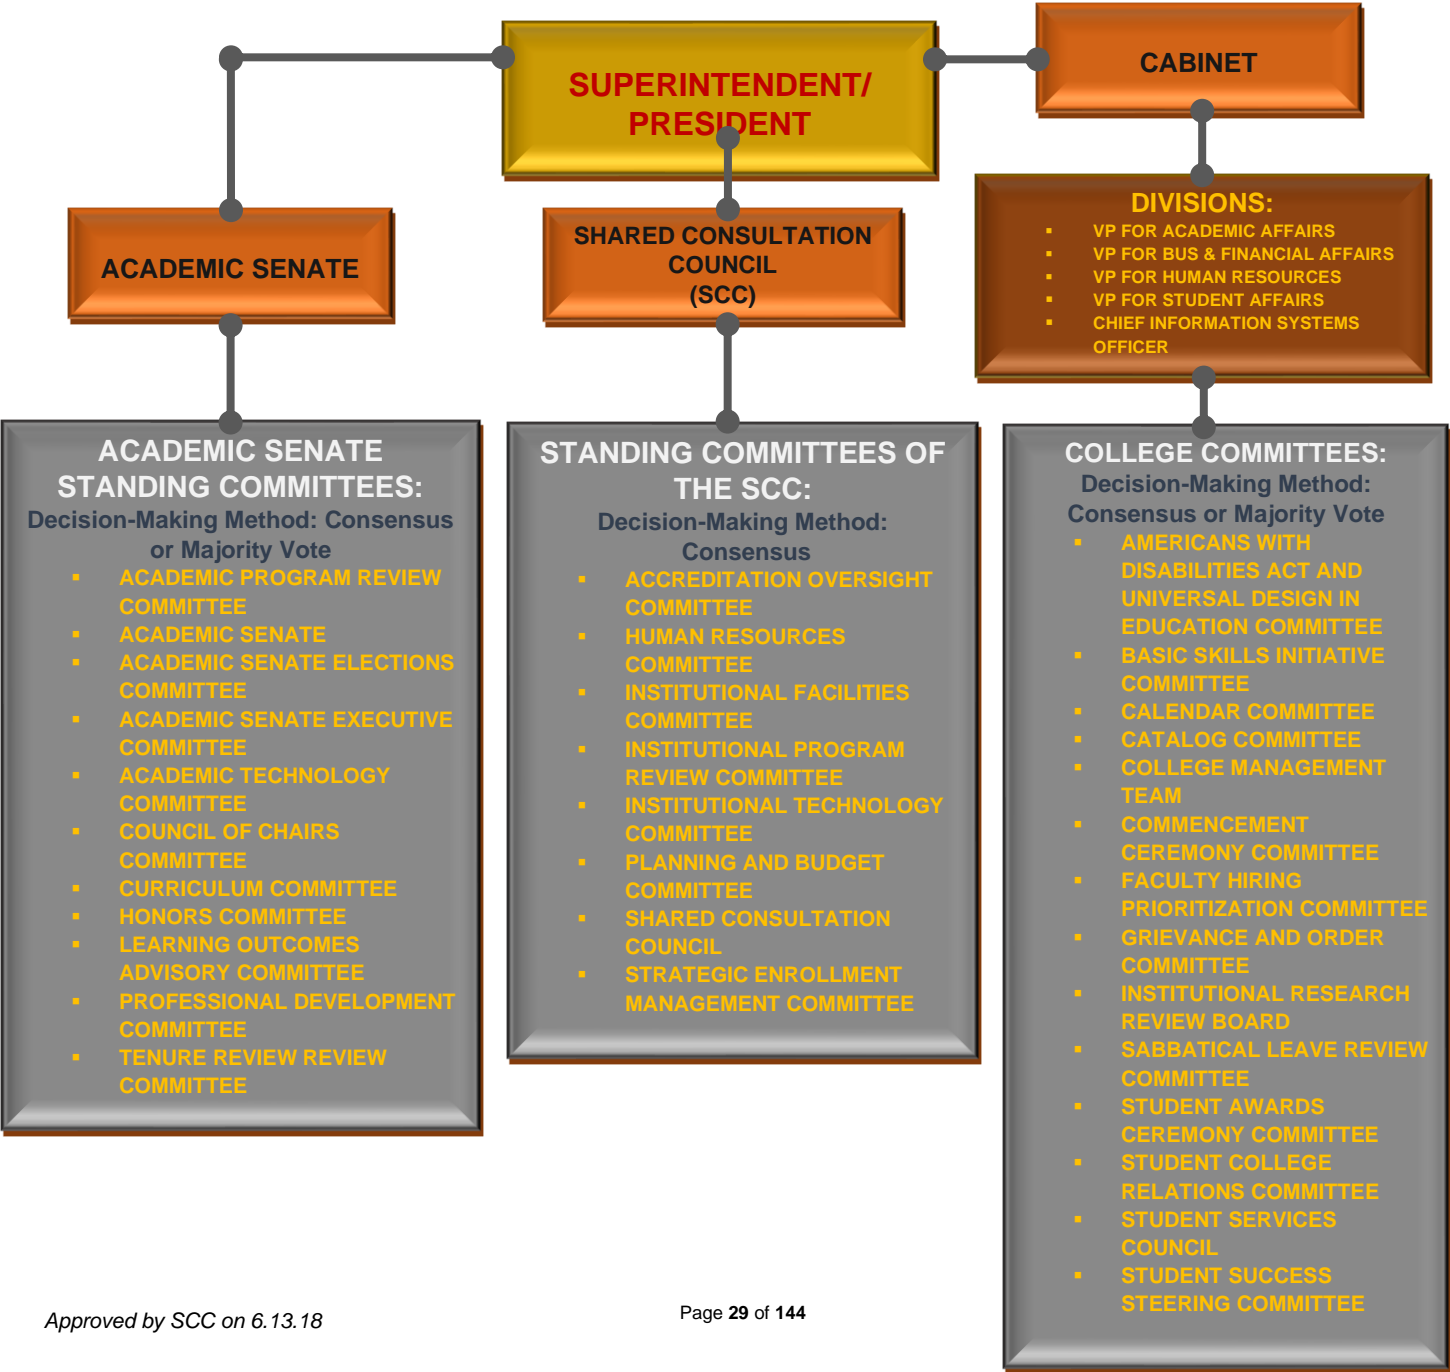 SUPERINTENDENT/
PRESIDENT
CABINET
ACADEMIC SENATE
SHARED CONSULTATION
COUNCIL
(SCC)
DIVISIONS:
▪ VP FOR ACADEMIC AFFAIRS
▪ VP FOR BUS & FINANCIAL AFFAIRS
▪ VP FOR HUMAN RESOURCES
▪ VP FOR STUDENT AFFAIRS
▪ CHIEF INFORMATION SYSTEMS
OFFICER
ACADEMIC SENATE
STANDING COMMITTEES:
Decision-Making Method: Consensus
or Majority Vote
▪ ACADEMIC PROGRAM REVIEW
COMMITTEE
▪ ACADEMIC SENATE
▪ ACADEMIC SENATE ELECTIONS
COMMITTEE
▪ ACADEMIC SENATE EXECUTIVE
COMMITTEE
▪ ACADEMIC TECHNOLOGY
COMMITTEE
▪ COUNCIL OF CHAIRS
COMMITTEE
▪ CURRICULUM COMMITTEE
▪ HONORS COMMITTEE
▪ LEARNING OUTCOMES
ADVISORY COMMITTEE
▪ PROFESSIONAL DEVELOPMENT
COMMITTEE
▪ TENURE REVIEW REVIEW
COMMITTEE
STANDING COMMITTEES OF
THE SCC:
Decision-Making Method:
Consensus
▪ ACCREDITATION OVERSIGHT
COMMITTEE
▪ HUMAN RESOURCES
COMMITTEE
▪ INSTITUTIONAL FACILITIES
COMMITTEE
▪ INSTITUTIONAL PROGRAM
REVIEW COMMITTEE
▪ INSTITUTIONAL TECHNOLOGY
COMMITTEE
▪ PLANNING AND BUDGET
COMMITTEE
▪ SHARED CONSULTATION
COUNCIL
▪ STRATEGIC ENROLLMENT
MANAGEMENT COMMITTEE
COLLEGE COMMITTEES:
Decision-Making Method:
Consensus or Majority Vote
▪ AMERICANS WITH
DISABILITIES ACT AND
UNIVERSAL DESIGN IN
EDUCATION COMMITTEE
▪ BASIC SKILLS INITIATIVE
COMMITTEE
▪ CALENDAR COMMITTEE
▪ CATALOG COMMITTEE
▪ COLLEGE MANAGEMENT
TEAM
▪ COMMENCEMENT
CEREMONY COMMITTEE
▪ FACULTY HIRING
PRIORITIZATION COMMITTEE
▪ GRIEVANCE AND ORDER
COMMITTEE
▪ INSTITUTIONAL RESEARCH
REVIEW BOARD
▪ SABBATICAL LEAVE REVIEW
COMMITTEE
▪ STUDENT AWARDS
CEREMONY COMMITTEE
▪ STUDENT COLLEGE
RELATIONS COMMITTEE
▪ STUDENT SERVICES
COUNCIL
▪ STUDENT SUCCESS
STEERING COMMITTEE
Approved by SCC on 6.13.18
Page 29 of 144